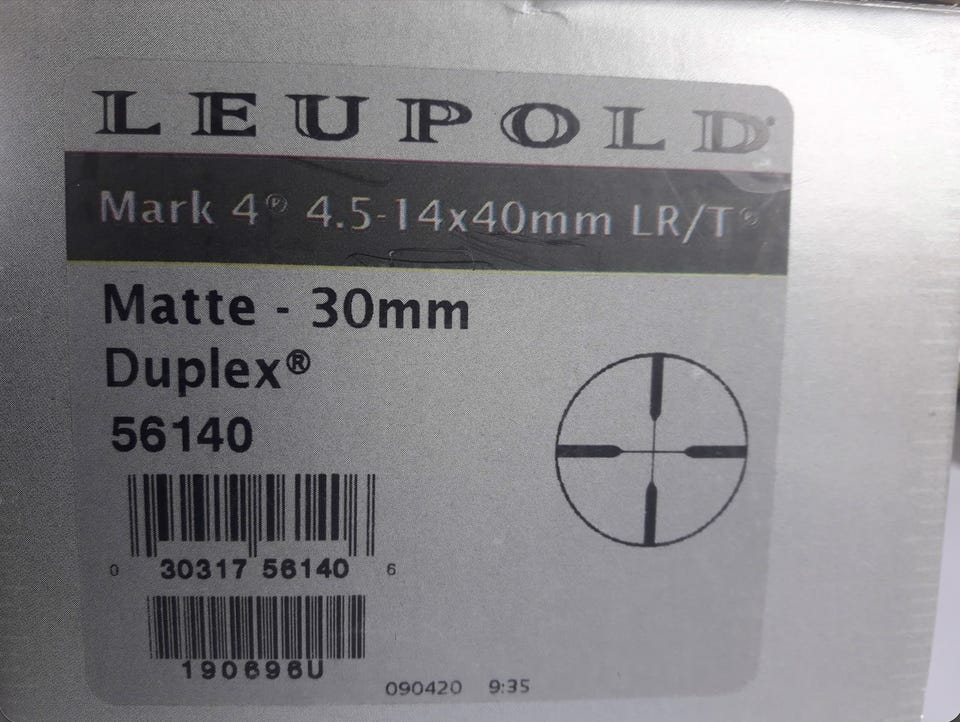 LEUPOLD®
Mark 4® 4.5-14x40mm LR/T®
Matte - 30mm
Duplex®
56140
0 30317 56140 6
190696U
090420 9:35